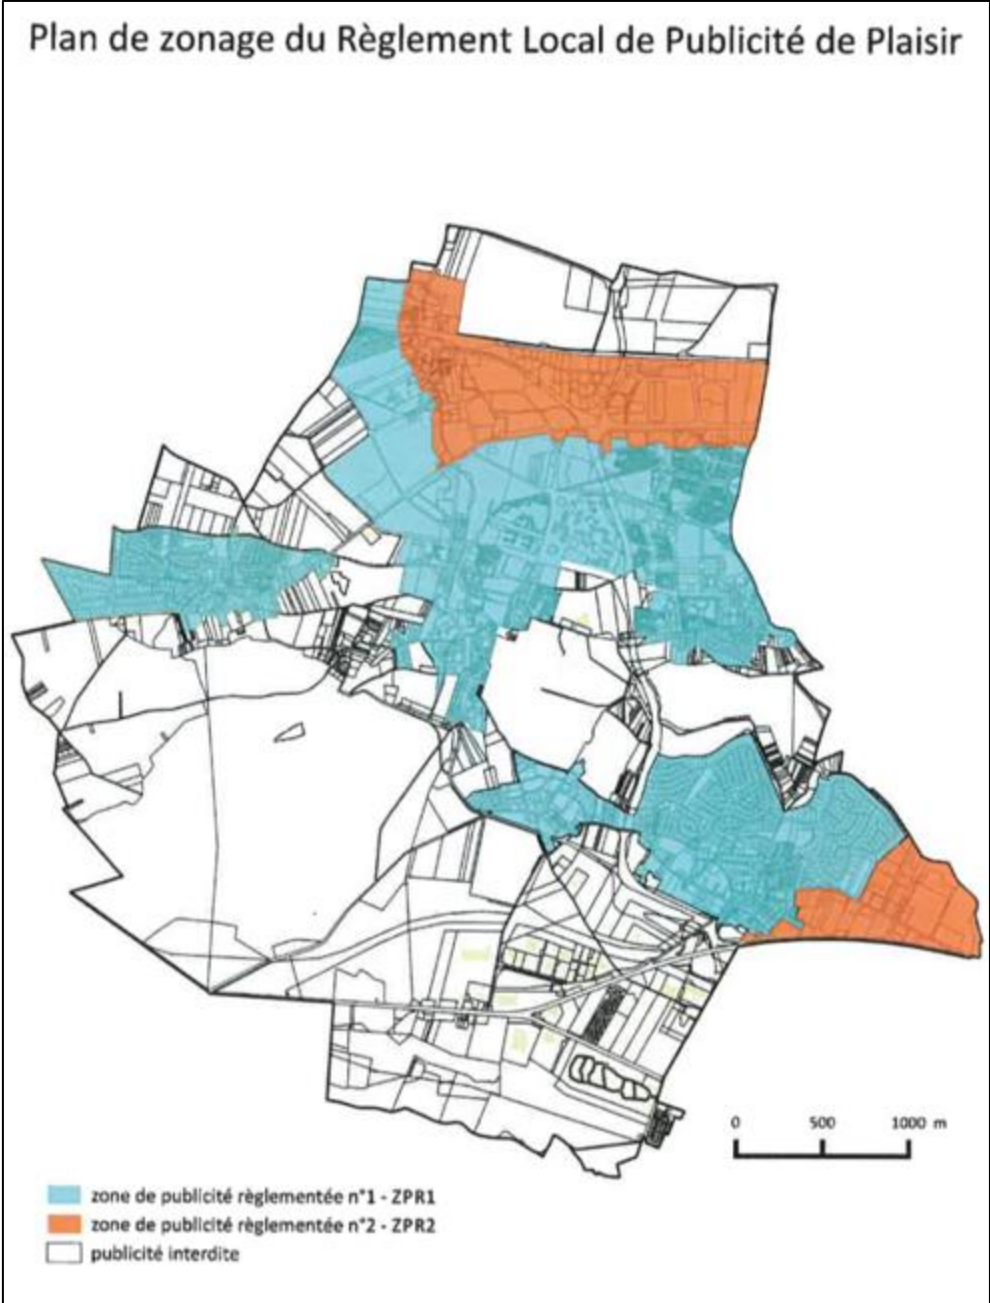 Plan de zonage du Règlement Local de Publicité de Plaisir
0 500 1000 m
zone de publicité règlementée n°1 - ZPR1
zone de publicité règlementée n°2 - ZPR2
publicité interdite